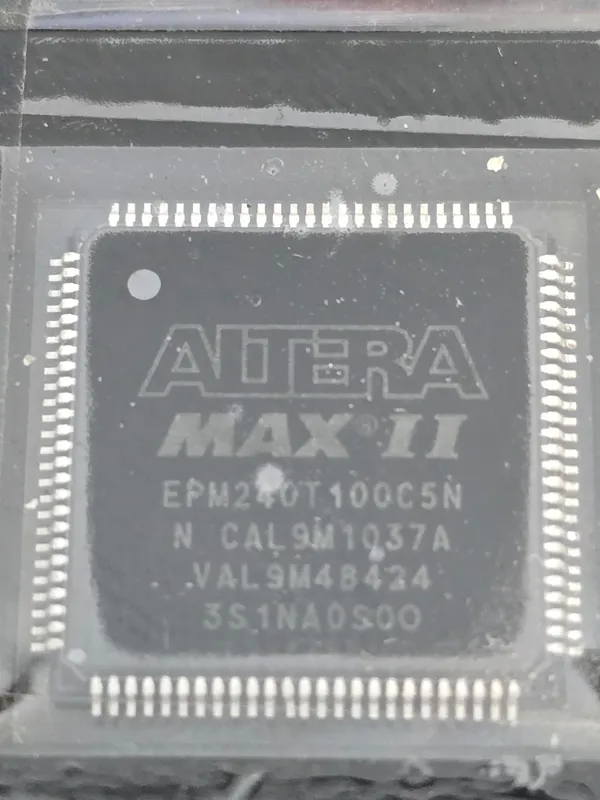 ALTERA
MAX® II
EPM240T100C5N
N CAL9M1037A
VAL9M48424
3S1NA0S00